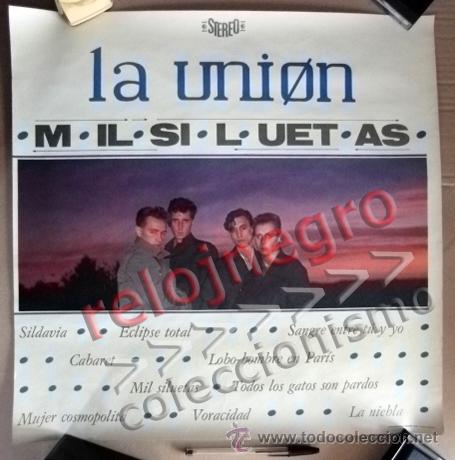 STEREO
la uniøn
•M•IL•SI•L•UET•AS•
relojnegro
coleccionismo
Sildavia • Eclipse total • Sangre entre tu y yo
Cabaret • • Lobo-hombre en París
Mil siluetas • Todos los gatos son pardos
Mujer cosmopolita • Voracidad • La niebla
www.todocoleccion.net